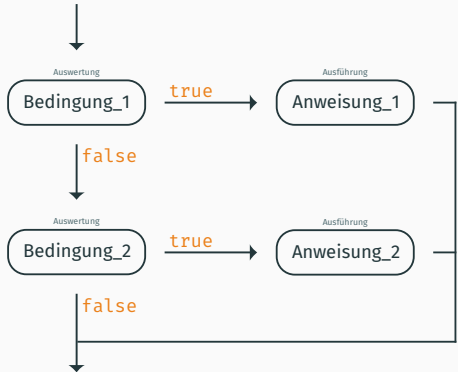 Auswertung
Ausführung
Bedingung_1
true
Anweisung_1
false
Auswertung
Ausführung
Bedingung_2
true
Anweisung_2
false